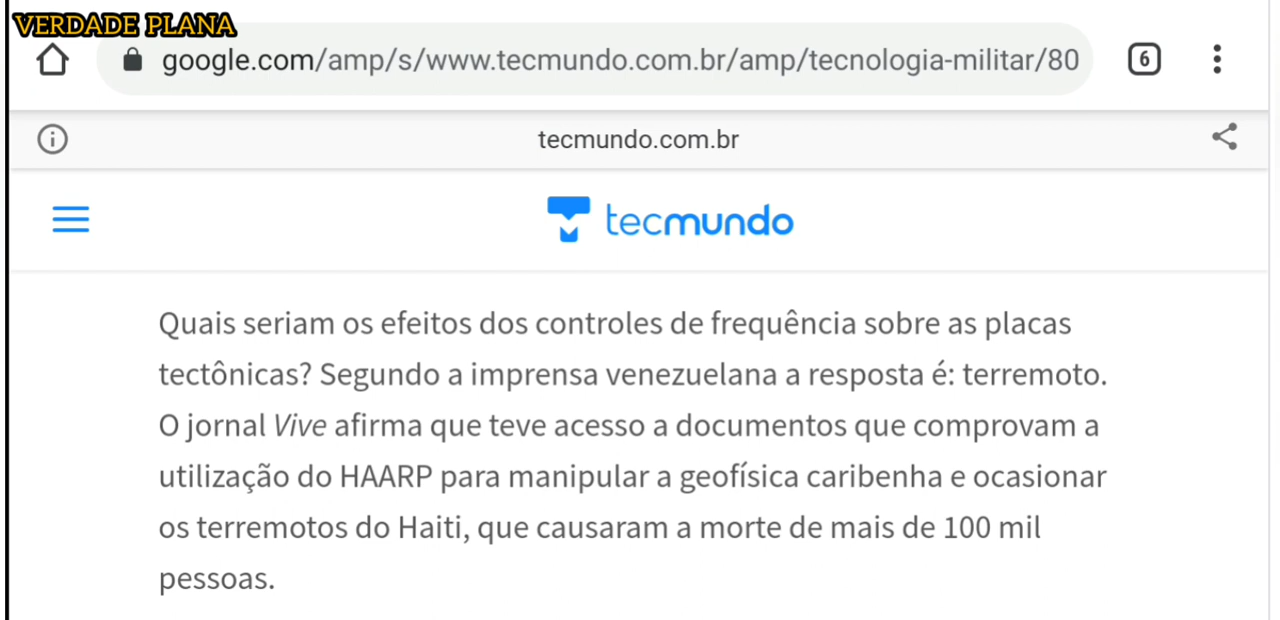 VERDADE PLANA
google.com/amp/s/www.tecmundo.com.br/amp/tecnologia-militar/80
6
tecmundo.com.br
tecmundo
Quais seriam os efeitos dos controles de frequência sobre as placas
tectônicas? Segundo a imprensa venezuelana a resposta é: terremoto.
O jornal Vive afirma que teve acesso a documentos que comprovam a
utilização do HAARP para manipular a geofísica caribenha e ocasionar
os terremotos do Haiti, que causaram a morte de mais de 100 mil
pessoas.